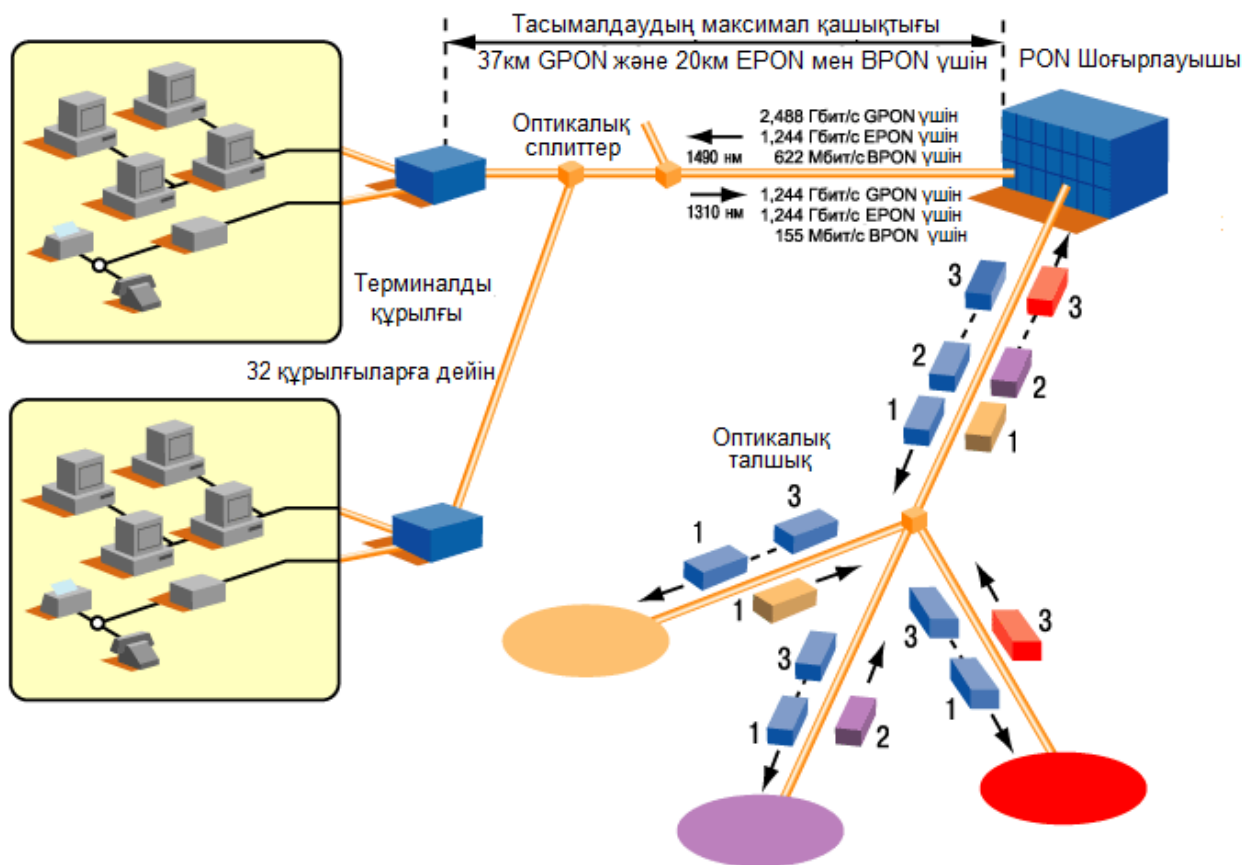 Тасымалдаудың максимал қашықтығы
37км GPON және 20км EPON мен BPON үшін
PON Шоғырлауышы
Оптикалық
сплиттер
2,488 Гбит/с GPON үшін
1,244 Гбит/с EPON үшін
622 Мбит/с BPON үшін
1490 нм
1310 нм
1,244 Гбит/с GPON үшін
1,244 Гбит/с EPON үшін
155 Мбит/с BPON үшін
Терминалды
құрылғы
32 құрылғыларға дейін
3
3
2
2
1
1
Оптикалық
талшық
3
1
1
3
1
2
3
3
1